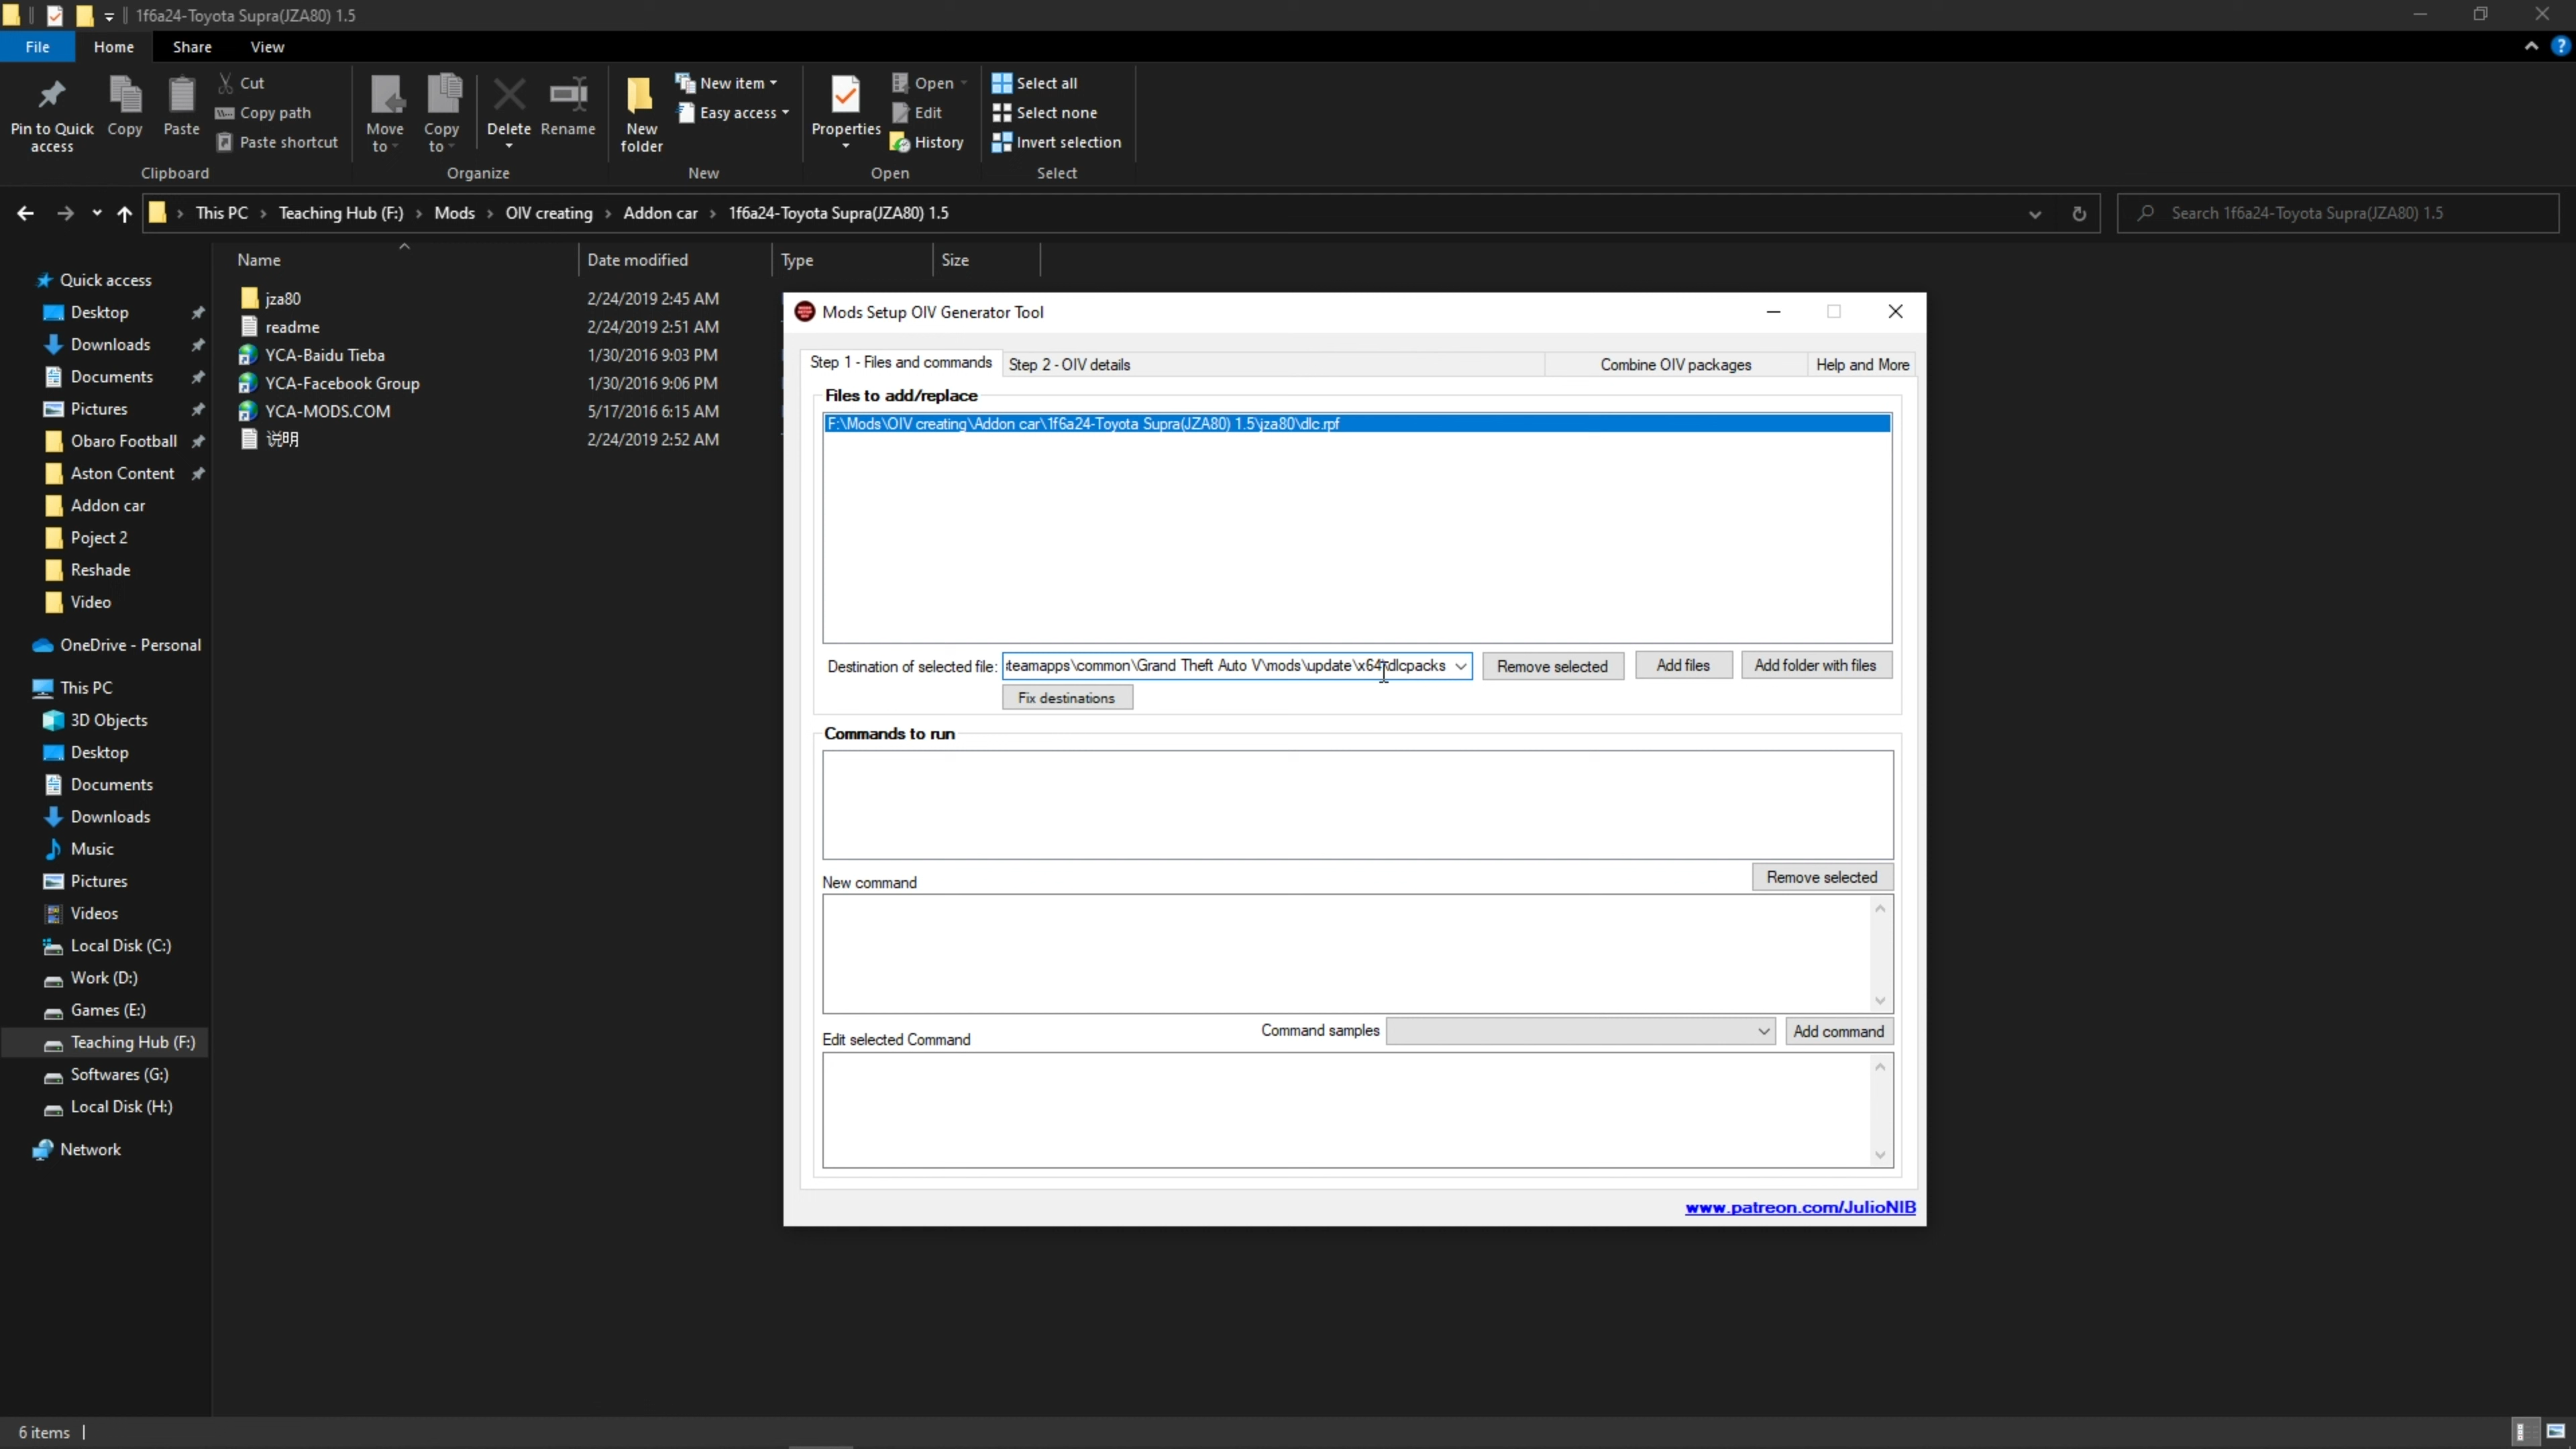 1f6a24-Toyota Supra(JZA80) 1.5
File
Home
Share
View
Pin to Quick access
Copy
Paste
Cut
Copy path
Paste shortcut
Clipboard
Move to
Copy to
Delete
Rename
Organize
New folder
New item
Easy access
New
Properties
Open
Edit
History
Open
Select all
Select none
Invert selection
Select
This PC > Teaching Hub (F:) > Mods > OIV creating > Addon car > 1f6a24-Toyota Supra(JZA80) 1.5
Search 1f6a24-Toyota Supra(JZA80) 1.5
Name Date modified Type Size
jza80 2/24/2019 2:45 AM
readme 2/24/2019 2:51 AM
YCA-Baidu Tieba 1/30/2016 9:03 PM
YCA-Facebook Group 1/30/2016 9:06 PM
YCA-MODS.COM 5/17/2016 6:15 AM
说明 2/24/2019 2:52 AM
Quick access
Desktop
Downloads
Documents
Pictures
Obaro Football
Aston Content
Addon car
Poject 2
Reshade
Video
OneDrive - Personal
This PC
3D Objects
Desktop
Documents
Downloads
Music
Pictures
Videos
Local Disk (C:)
Work (D:)
Games (E:)
Teaching Hub (F:)
Softwares (G:)
Local Disk (H:)
Network
6 items
Mods Setup OIV Generator Tool
Step 1 - Files and commands
Step 2 - OIV details
Combine OIV packages
Help and More
Files to add/replace
F:\Mods\OIV creating\Addon car\1f6a24-Toyota Supra(JZA80) 1.5\jza80\dlc.rpf
Destination of selected file: teamapps\common\Grand Theft Auto V\mods\update\x64\dlcpacks
Remove selected
Add files
Add folder with files
Fix destinations
Commands to run
Remove selected
New command
Command samples
Add command
Edit selected Command
www.patreon.com/JulioNIB